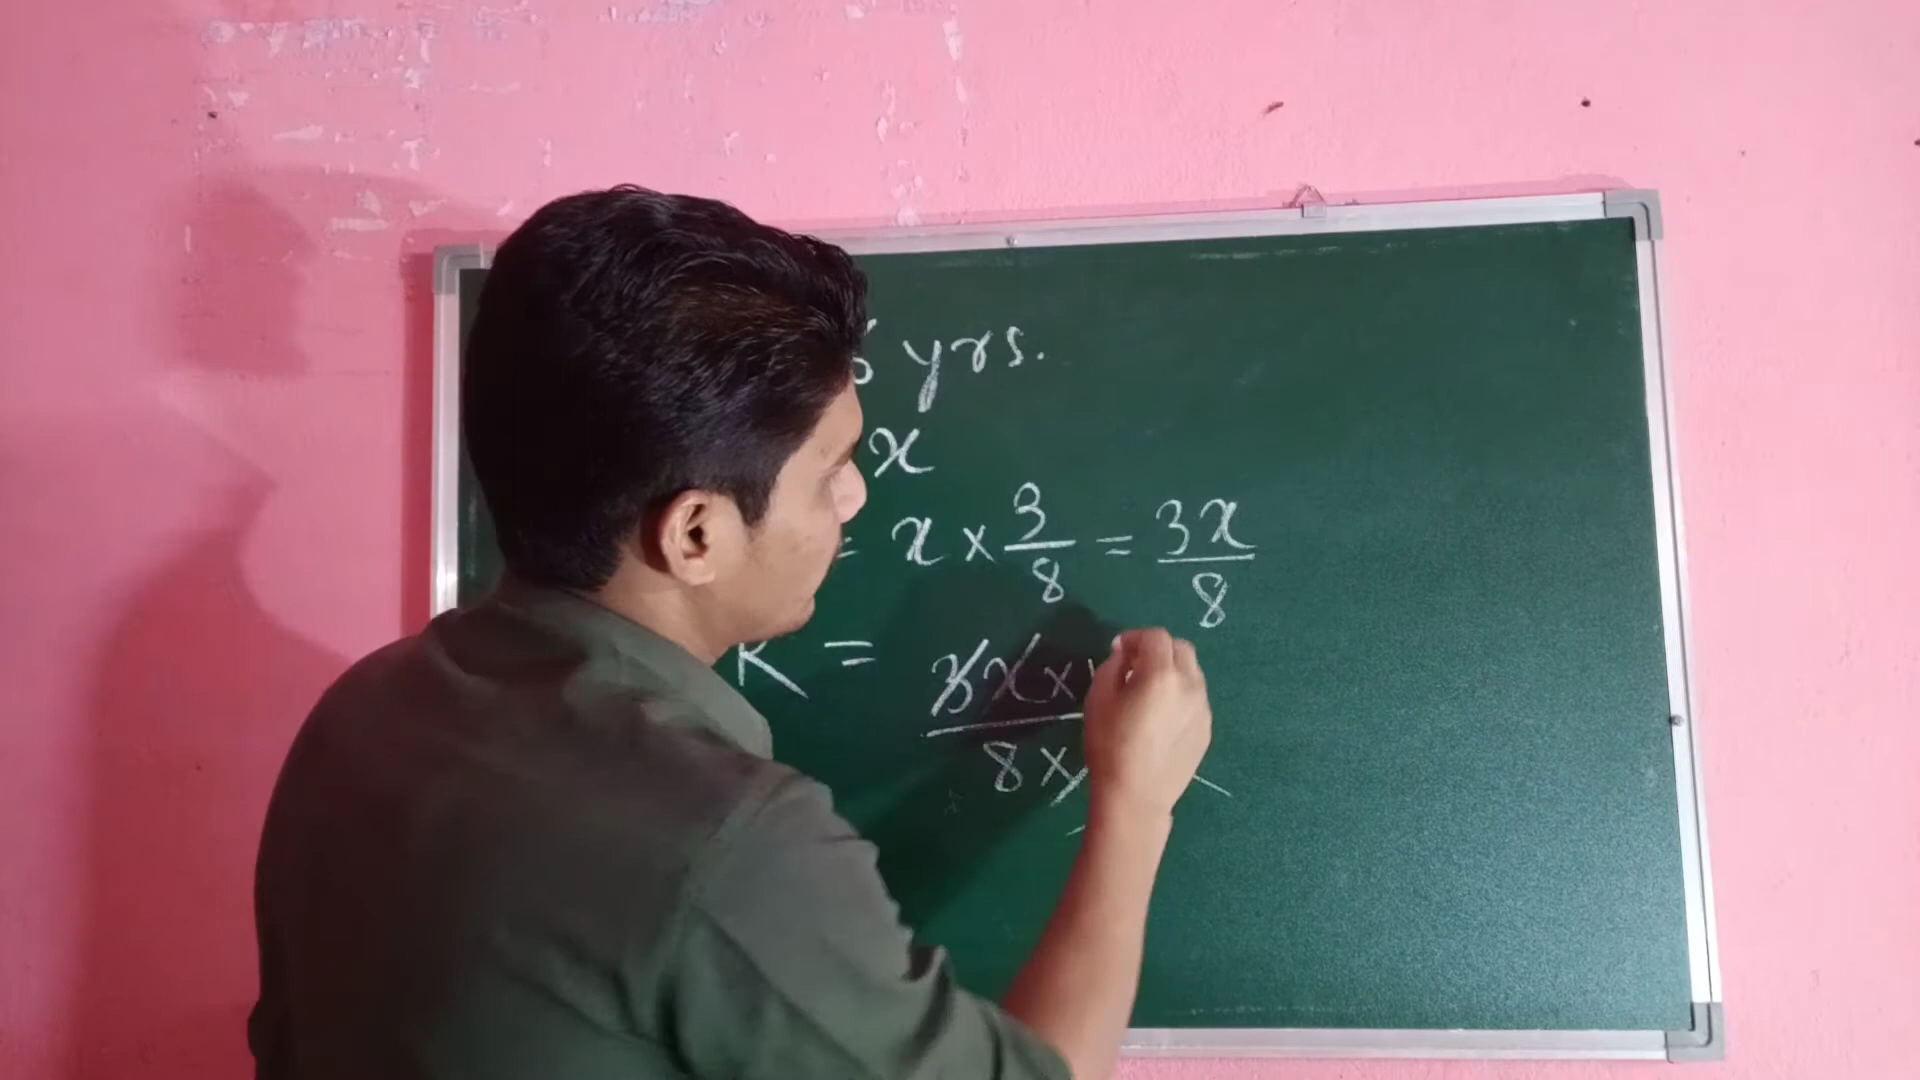 yrs.
x
= x × 3/8 = 3x/8
R = 3x ×
8 ×